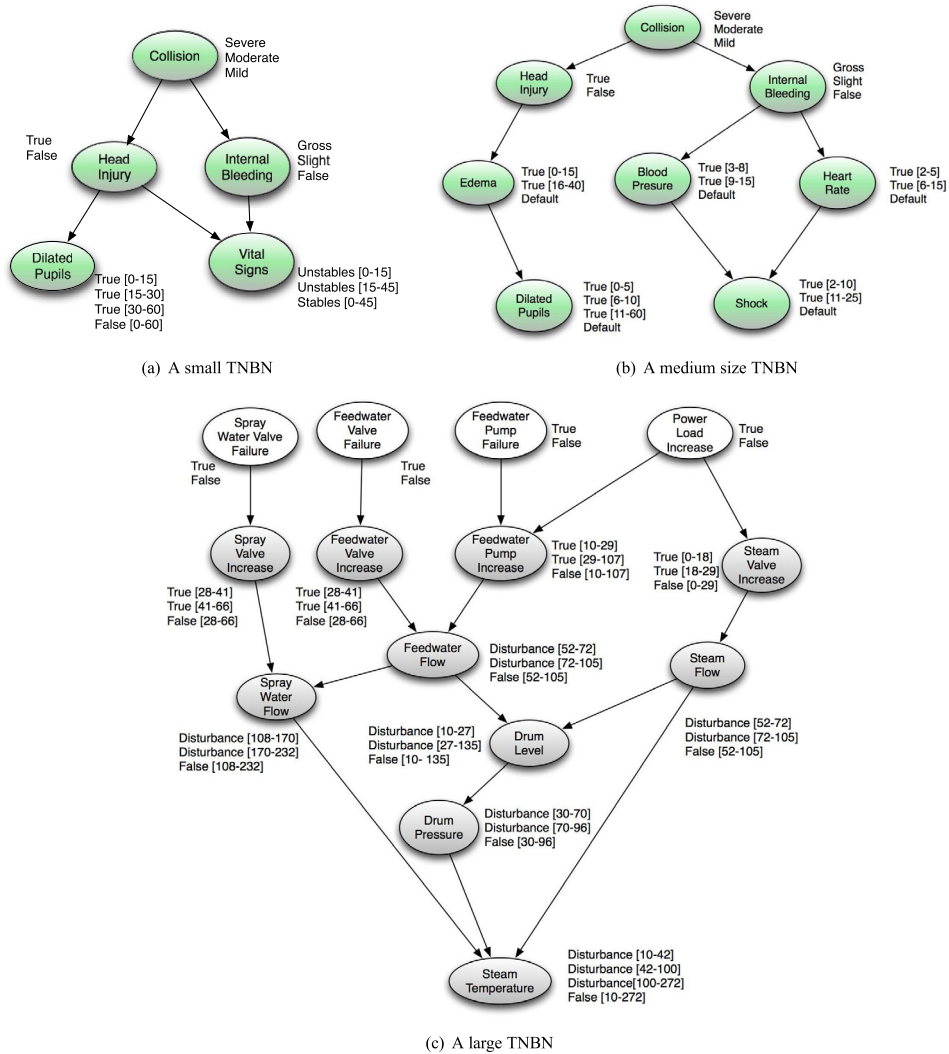 Collision
Severe
Moderate
Mild
True
False
Head
Injury
Internal
Bleeding
Gross
Slight
False
Dilated
Pupils
True [0-15]
True [15-30]
True [30-60]
False [0-60]
Vital
Signs
Unstables [0-15]
Unstables [15-45]
Stables [0-45]
(a) A small TNBN
Collision
Severe
Moderate
Mild
Head
Injury
True
False
Internal
Bleeding
Gross
Slight
False
Edema
True [0-15]
True [16-40]
Default
Blood
Presure
True [3-8]
True [9-15]
Default
Heart
Rate
True [2-5]
True [6-15]
Default
Dilated
Pupils
True [0-5]
True [6-10]
True [11-60]
Default
Shock
True [2-10]
True [11-25]
Default
(b) A medium size TNBN
Spray
Water Valve
Failure
True
False
Feedwater
Valve
Failure
True
False
Feedwater
Pump
Failure
True
False
Power
Load
Increase
True
False
Spray
Valve
Increase
True [28-41]
True [41-66]
False [28-66]
Feedwater
Valve
Increase
True [28-41]
True [41-66]
False [28-66]
Feedwater
Pump
Increase
True [10-29]
True [29-107]
False [10-107]
True [0-18]
True [18-29]
False [0-29]
Steam
Valve
Increase
Feedwater
Flow
Disturbance [52-72]
Disturbance [72-105]
False [52-105]
Steam
Flow
Disturbance [52-72]
Disturbance [72-105]
False [52-105]
Spray
Water
Flow
Disturbance [108-170]
Disturbance [170-232]
False [108-232]
Disturbance [10-27]
Disturbance [27-135]
False [10- 135]
Drum
Level
Drum
Pressure
Disturbance [30-70]
Disturbance [70-96]
False [30-96]
Steam
Temperature
Disturbance [10-42]
Disturbance [42-100]
Disturbance[100-272]
False [10-272]
(c) A large TNBN